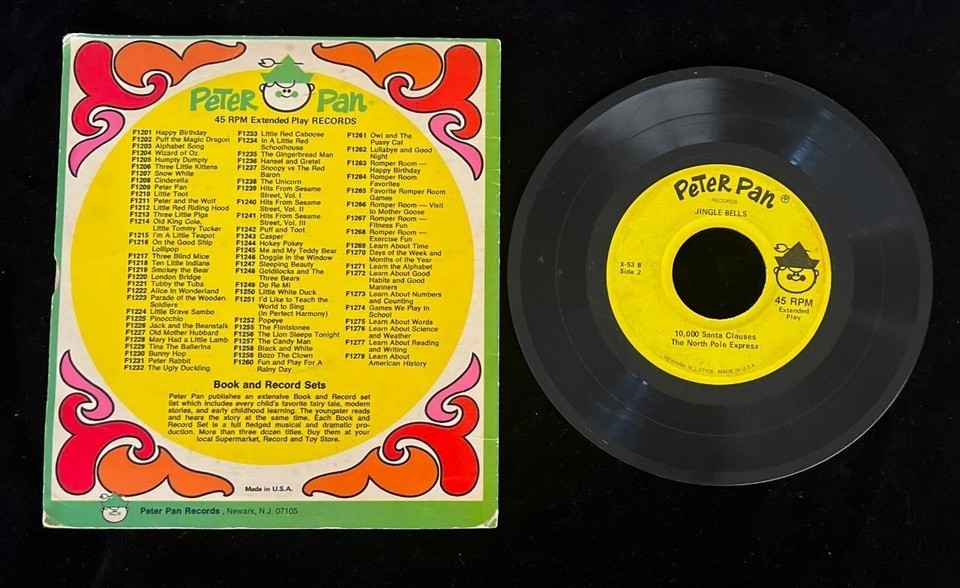 PETER PAN®
45 RPM Extended Play RECORDS
F1201 Happy Birthday
F1202 Puff the Magic Dragon
F1203 Alphabet Song
F1204 Wizard of Oz
F1205 Humpty Dumpty
F1206 Three Little Kittens
F1207 Snow White
F1208 Cinderella
F1209 Peter Pan
F1210 Little Toot
F1211 Peter and the Wolf
F1212 Little Red Riding Hood
F1213 Three Little Pigs
F1214 Old King Cole,
Little Tommy Tucker
F1215 I'm A Little Teapot
F1216 On the Good Ship
Lollipop
F1217 Three Blind Mice
F1218 Ten Little Indians
F1219 Smokey the Bear
F1220 London Bridge
F1221 Tubby the Tuba
F1222 Alice In Wonderland
F1223 Parade of the Wooden
Soldiers
F1224 Little Brave Sambo
F1225 Pinocchio
F1226 Jack and the Beanstalk
F1227 Old Mother Hubbard
F1228 Mary Had a Little Lamb
F1229 Tina The Ballerina
F1230 Bunny Hop
F1231 Peter Rabbit
F1232 The Ugly Duckling
F1233 Little Red Caboose
F1234 In A Little Red
Schoolhouse
F1235 The Gingerbread Man
F1236 Hansel and Gretel
F1237 Snoopy vs The Red
Baron
F1238 The Unicorn
F1239 Hits From Sesame
Street, Vol. I
F1240 Hits From Sesame
Street, Vol. II
F1241 Hits From Sesame
Street, Vol. III
F1242 Puff and Toot
F1243 Casper
F1244 Hokey Pokey
F1245 Me and My Teddy Bear
F1246 Doggie in the Window
F1247 Sleeping Beauty
F1248 Goldilocks and The
Three Bears
F1249 Do Re Mi
F1250 Little White Duck
F1251 I'd Like to Teach the
World to Sing
(In Perfect Harmony)
F1252 Popeye
F1255 The Flintstones
F1256 The Lion Sleeps Tonight
F1257 The Candy Man
F1258 Black and White
F1259 Bozo The Clown
F1260 Fun and Play For A
Rainy Day
F1261 Owl and The
Pussy Cat
F1262 Lullabye and Good
Night
F1263 Romper Room —
Happy Birthday
F1264 Romper Room
Favorites
F1265 Favorite Romper Room
Games
F1266 Romper Room — Visit
to Mother Goose
F1267 Romper Room —
Fitness Fun
F1268 Romper Room —
Exercise Fun
F1269 Learn About Time
F1270 Days of the Week and
Months of the Year
F1271 Learn the Alphabet
F1272 Learn About Good
Habits and Good
Manners
F1273 Learn About Numbers
and Counting
F1274 Games We Play In
School
F1275 Learn About Words
F1276 Learn About Science
and Weather
F1277 Learn About Reading
and Writing
F1278 Learn About
American History
Book and Record Sets
Peter Pan publishes an extensive Book and Record set
list which includes every child's favorite fairy tale, modern
stories, and early childhood learning. The youngster reads
and hears the story at the same time. Each Book and
Record Set is a full fledged musical and dramatic pro-
duction. More than three dozen titles. Buy them at your
local Supermarket, Record and Toy Store.
Made in U.S.A.
Peter Pan Records , Newark, N.J. 07105
PETER PAN ®
RECORDS
JINGLE BELLS
X-53 B
Side 2
45 RPM
Extended
Play
10,000 Santa Clauses
The North Pole Express
NEWARK, N.J. 07105 MADE IN U.S.A.